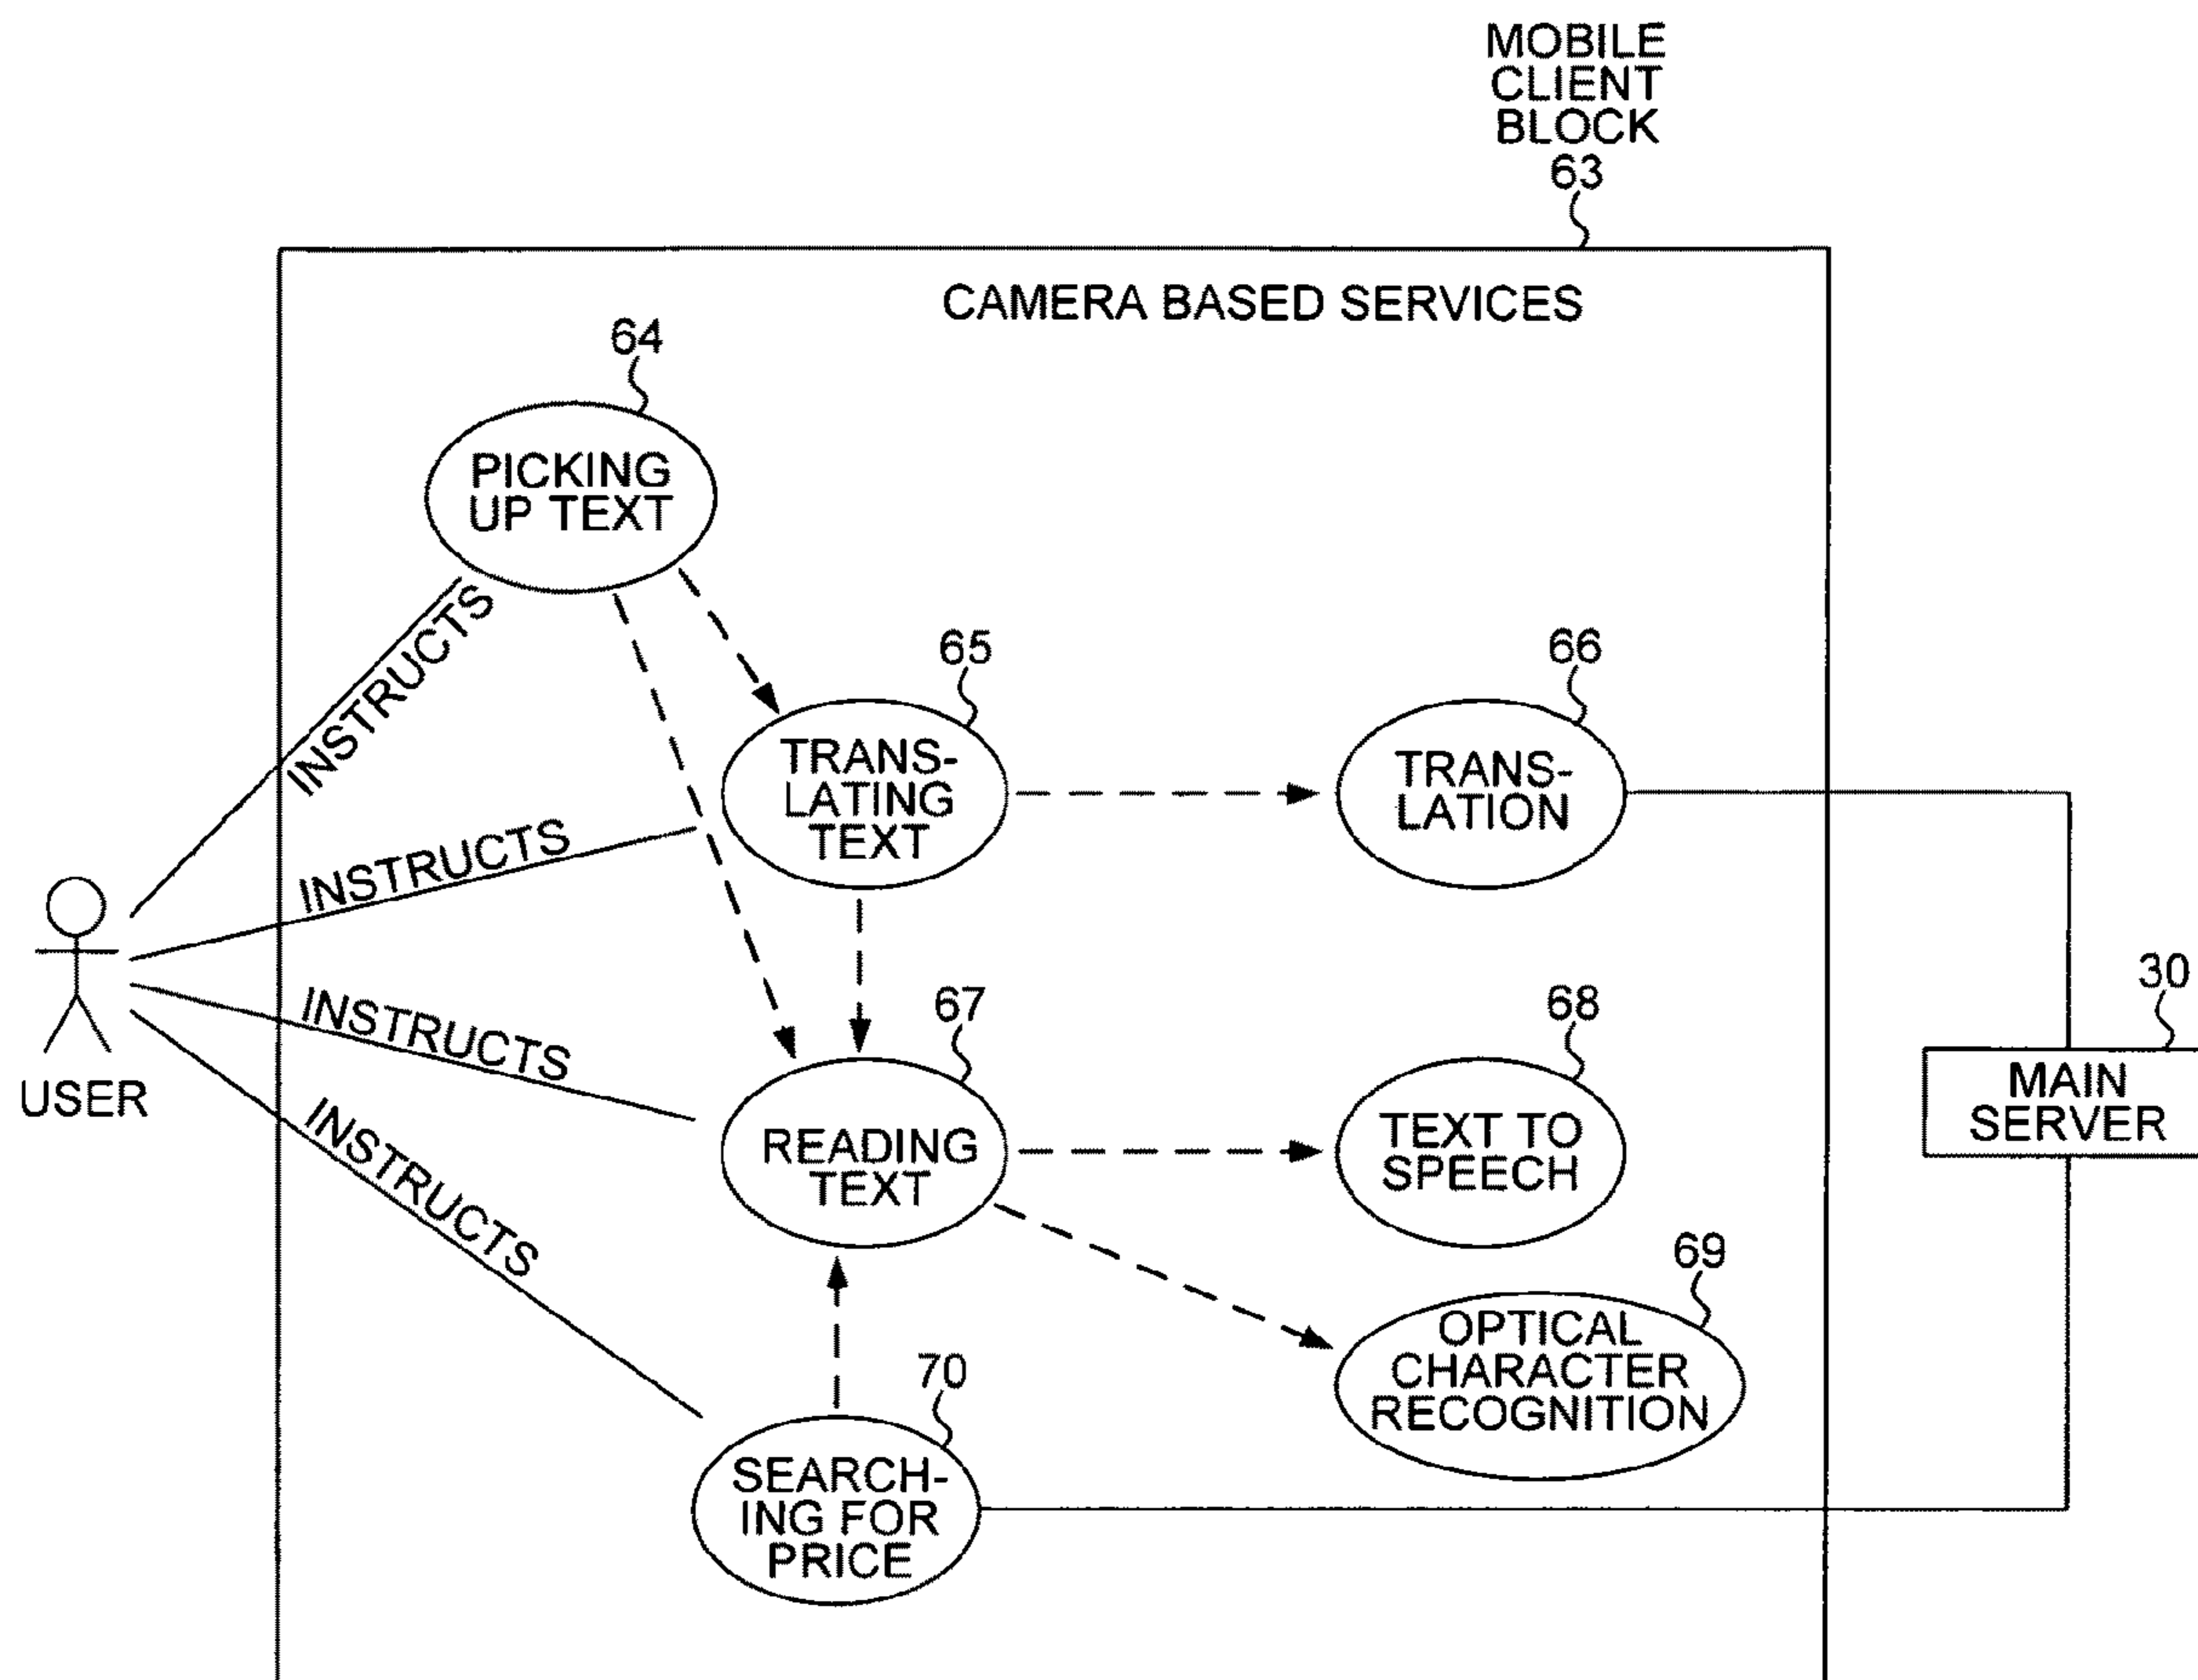 MOBILE
CLIENT
BLOCK
63
CAMERA BASED SERVICES
64
PICKING
UP TEXT
INSTRUCTS
65
TRANS-
LATING
TEXT
66
TRANS-
LATION
INSTRUCTS
USER
INSTRUCTS
67
READING
TEXT
68
TEXT TO
SPEECH
30
MAIN
SERVER
INSTRUCTS
69
OPTICAL
CHARACTER
RECOGNITION
70
SEARCH-
ING FOR
PRICE